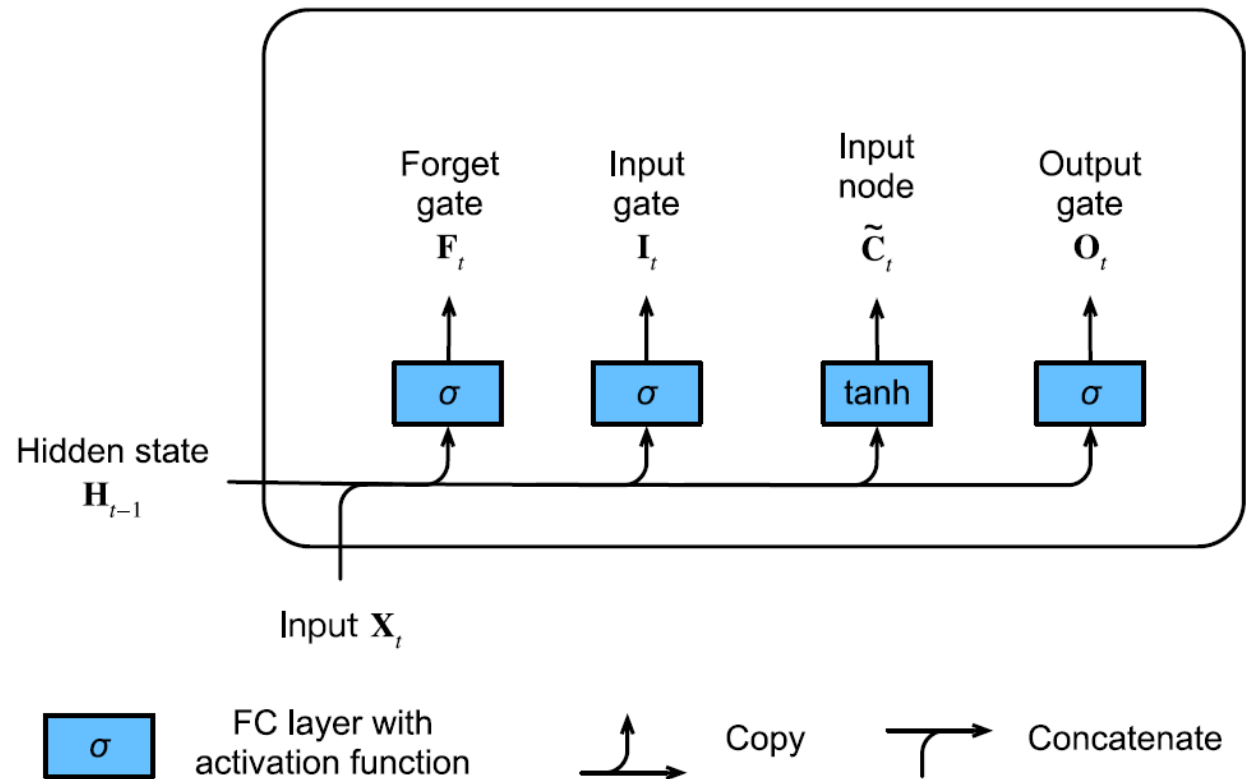 Forget
gate
F_t
Input
gate
I_t
Input
node
C̃_t
Output
gate
O_t
σ
σ
tanh
σ
Hidden state
H_{t−1}
Input X_t
σ
FC layer with
activation function
Copy
Concatenate